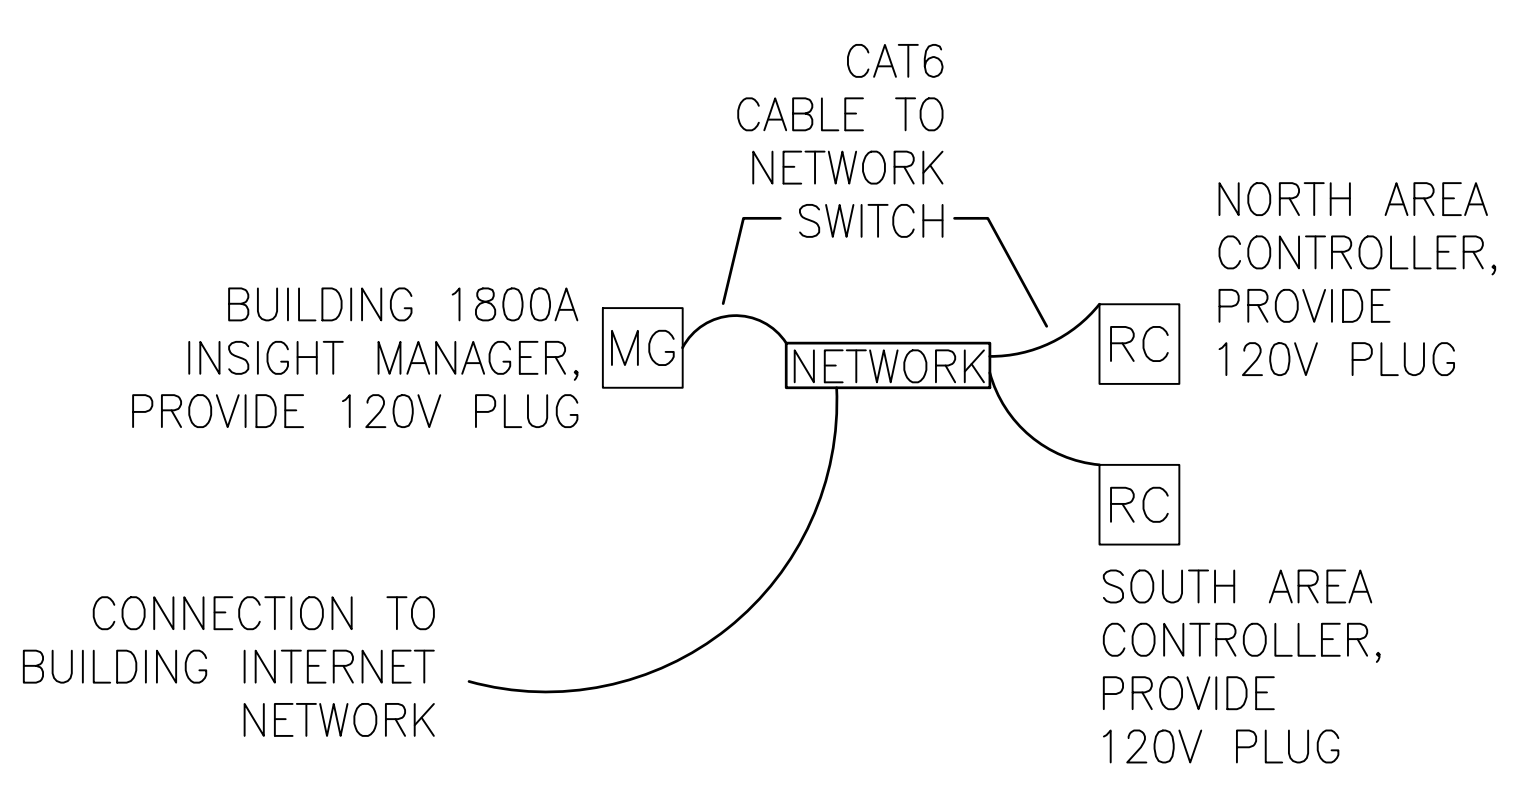 CAT6
CABLE TO
NETWORK
SWITCH
NORTH AREA
CONTROLLER,
PROVIDE
120V PLUG
BUILDING 1800A
INSIGHT MANAGER,
PROVIDE 120V PLUG
MG
NETWORK
RC
RC
SOUTH AREA
CONTROLLER,
PROVIDE
120V PLUG
CONNECTION TO
BUILDING INTERNET
NETWORK